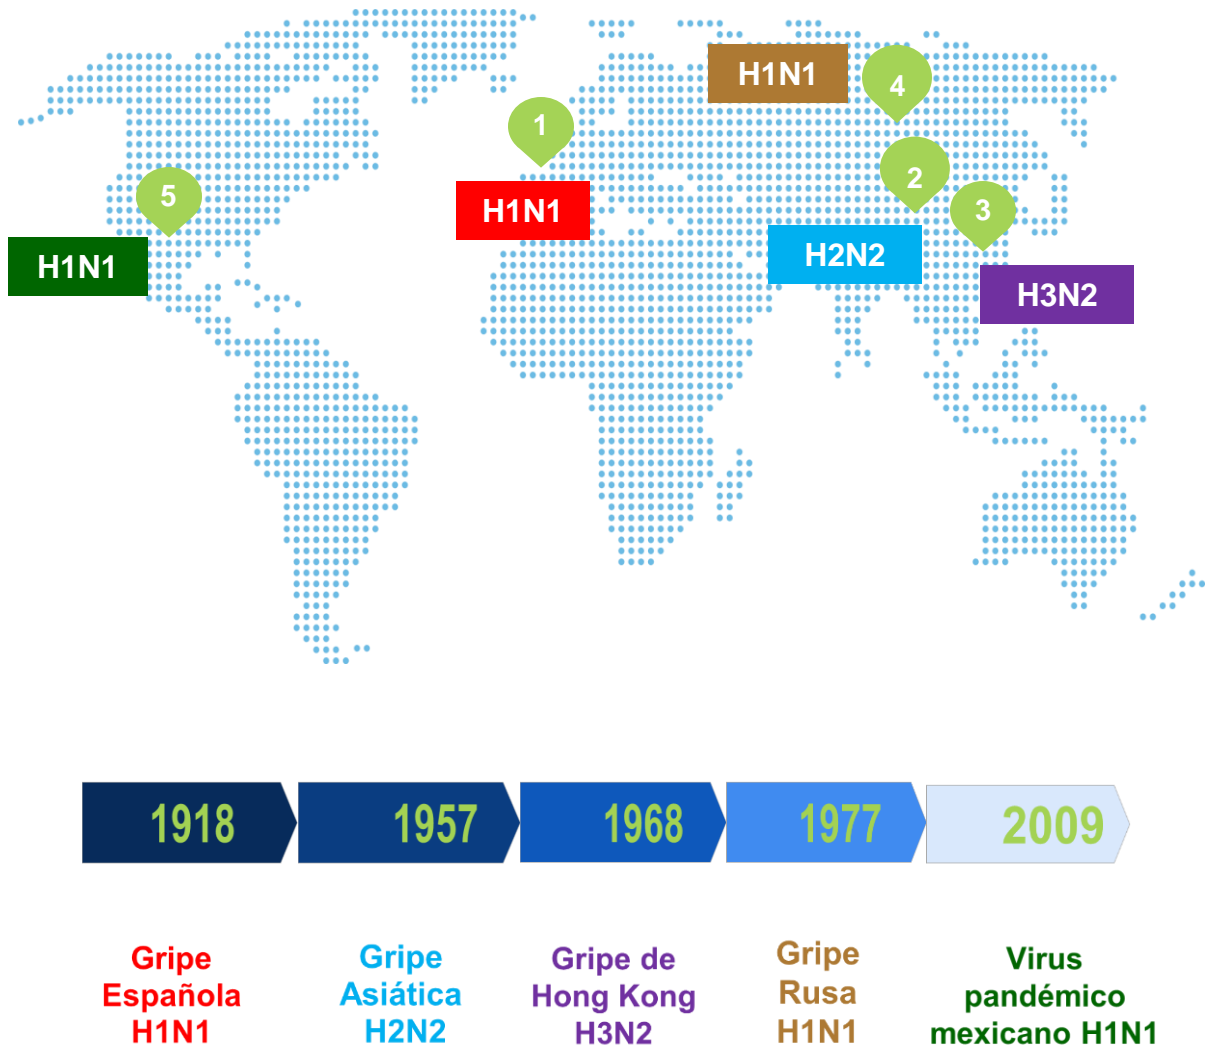 H1N1
4
1
2
5
3
H1N1
H2N2
H1N1
H3N2
1918
1957
1968
1977
2009
Gripe
Española
H1N1
Gripe
Asiática
H2N2
Gripe de
Hong Kong
H3N2
Gripe
Rusa
H1N1
Virus
pandémico
mexicano H1N1